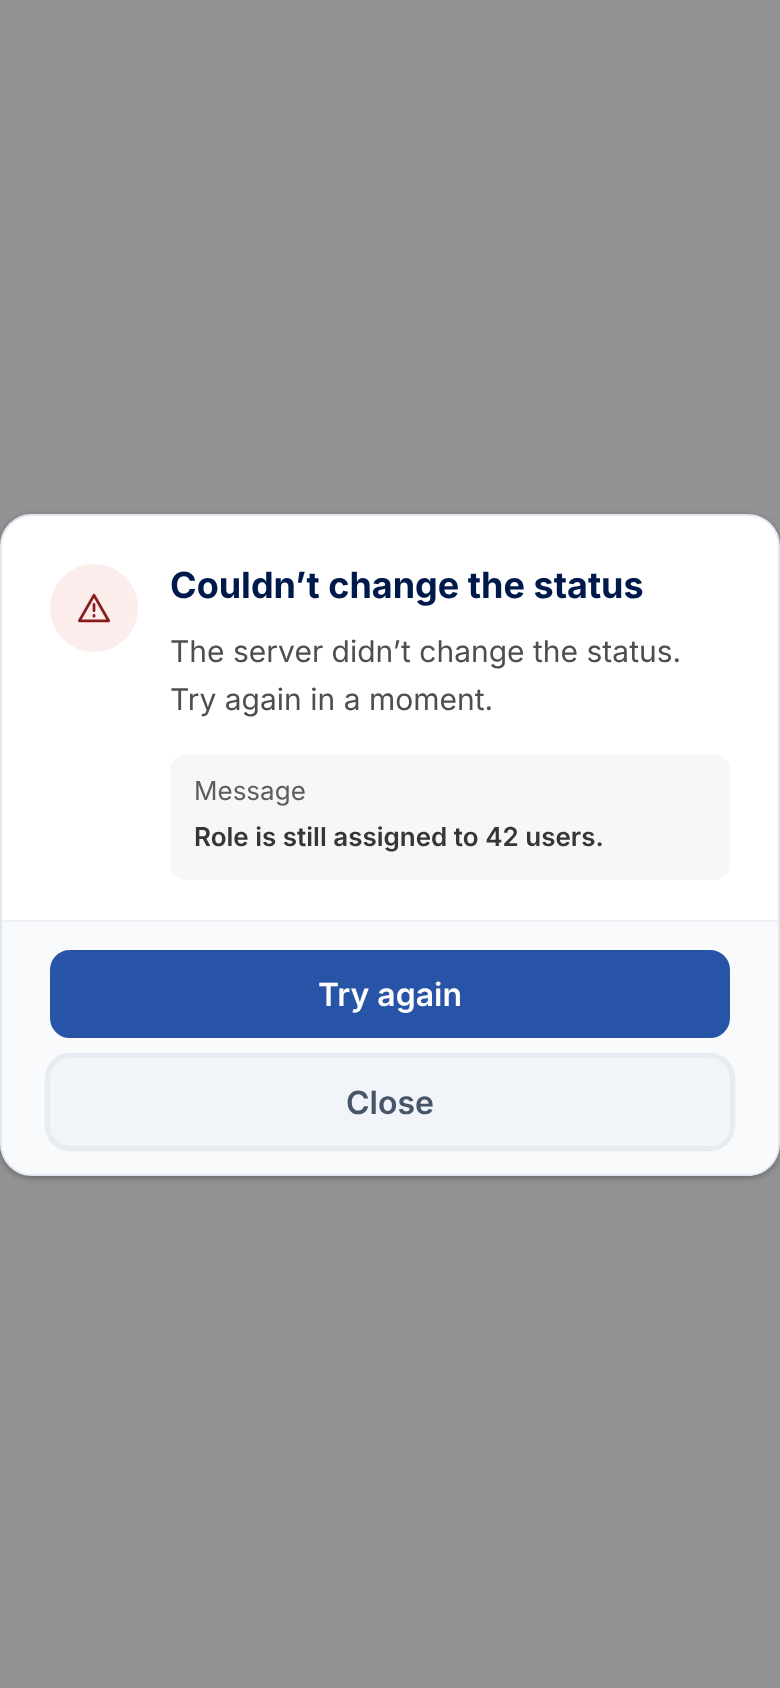 Couldn’t change the status
The server didn’t change the status.
Try again in a moment.
Message
Role is still assigned to 42 users.
Try again
Close